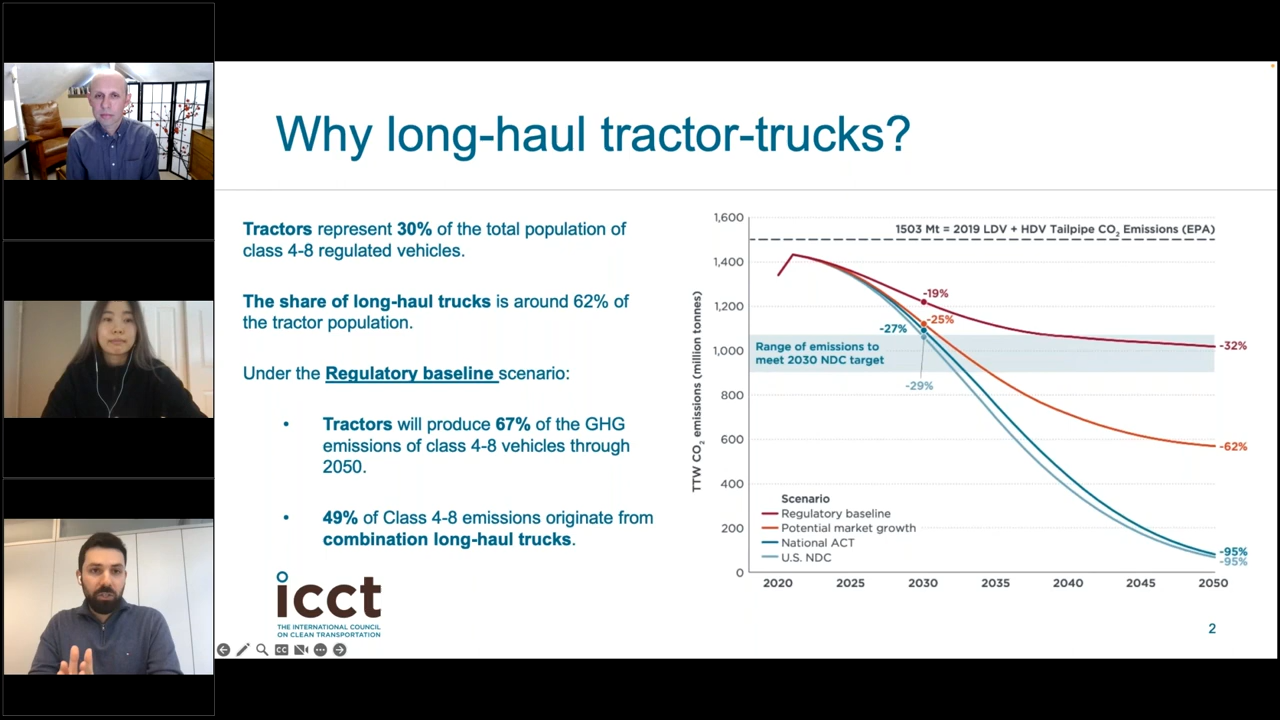 Why long-haul tractor-trucks?
Tractors represent 30% of the total population of
class 4-8 regulated vehicles.
The share of long-haul trucks is around 62% of
the tractor population.
Under the Regulatory baseline scenario:
• Tractors will produce 67% of the GHG
emissions of class 4-8 vehicles through
2050.
• 49% of Class 4-8 emissions originate from
combination long-haul trucks.
icct
THE INTERNATIONAL COUNCIL
ON CLEAN TRANSPORTATION
CC
TTW CO₂ emissions (million tonnes)
1,600
1,400
1,200
1,000
800
600
400
200
0
1503 Mt = 2019 LDV + HDV Tailpipe CO₂ Emissions (EPA)
-19%
-25%
-27%
-29%
Range of emissions to
meet 2030 NDC target
-32%
-62%
-95%
-95%
Scenario
Regulatory baseline
Potential market growth
National ACT
U.S. NDC
2020 2025 2030 2035 2040 2045 2050
2